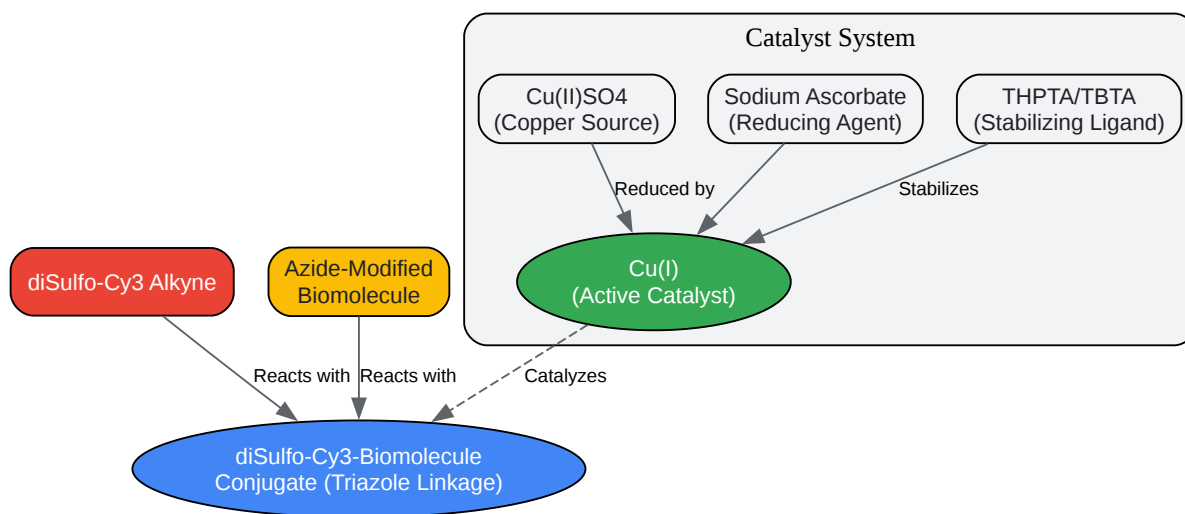 Catalyst System
Cu(II)SO4
(Copper Source)
Sodium Ascorbate
(Reducing Agent)
THPTA/TBTA
(Stabilizing Ligand)
Reduced by
Stabilizes
diSulfo-Cy3 Alkyne
Azide-Modified
Biomolecule
Cu(I)
(Active Catalyst)
Reacts with
Reacts with
Catalyzes
diSulfo-Cy3-Biomolecule
Conjugate (Triazole Linkage)